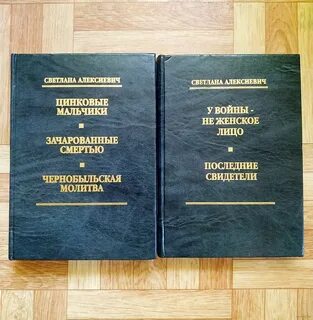 СВЕТЛАНА АЛЕКСИЕВИЧ
ЦИНКОВЫЕ
МАЛЬЧИКИ
ЗАЧАРОВАННЫЕ
СМЕРТЬЮ
ЧЕРНОБЫЛЬСКАЯ
МОЛИТВА
СВЕТЛАНА АЛЕКСИЕВИЧ
У ВОЙНЫ -
НЕ ЖЕНСКОЕ
ЛИЦО
ПОСЛЕДНИЕ
СВИДЕТЕЛИ